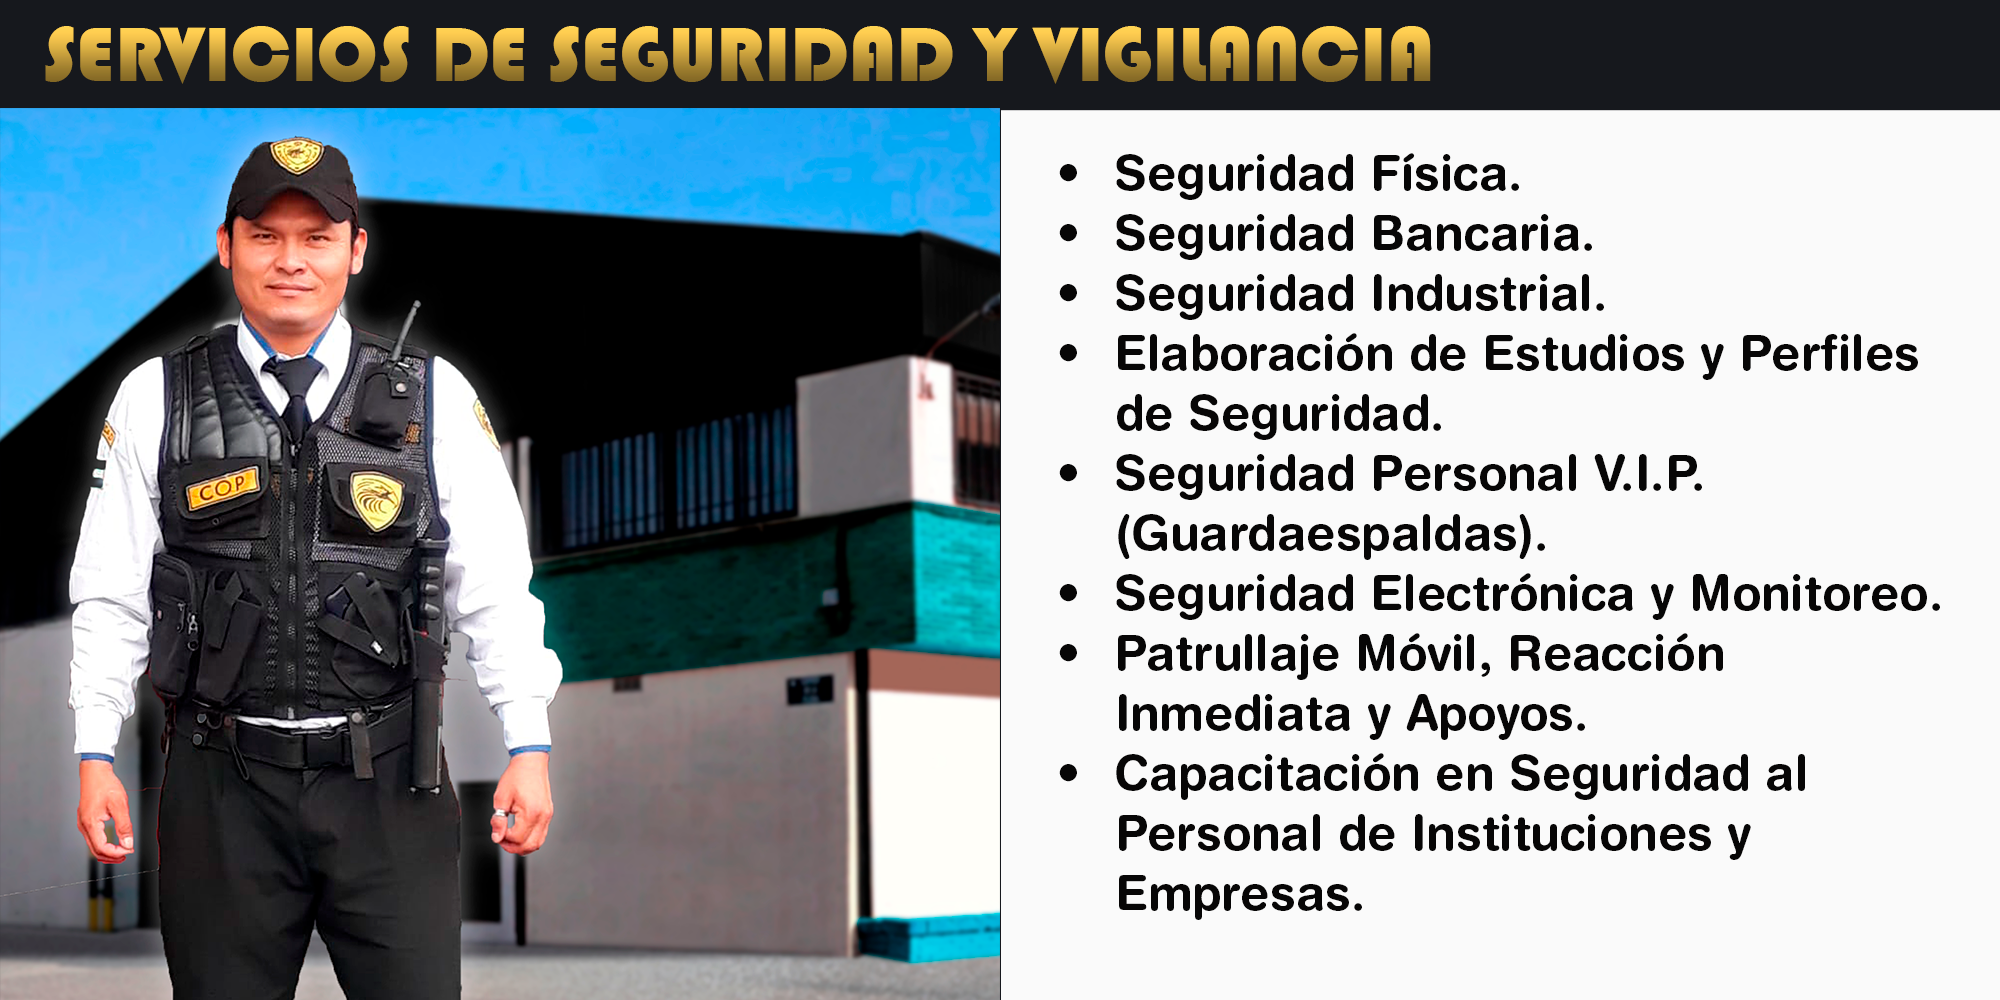 SERVICIOS DE SEGURIDAD Y VIGILANCIA
COP
• Seguridad Física.
• Seguridad Bancaria.
• Seguridad Industrial.
• Elaboración de Estudios y Perfiles
de Seguridad.
• Seguridad Personal V.I.P.
(Guardaespaldas).
• Seguridad Electrónica y Monitoreo.
• Patrullaje Móvil, Reacción
Inmediata y Apoyos.
• Capacitación en Seguridad al
Personal de Instituciones y
Empresas.